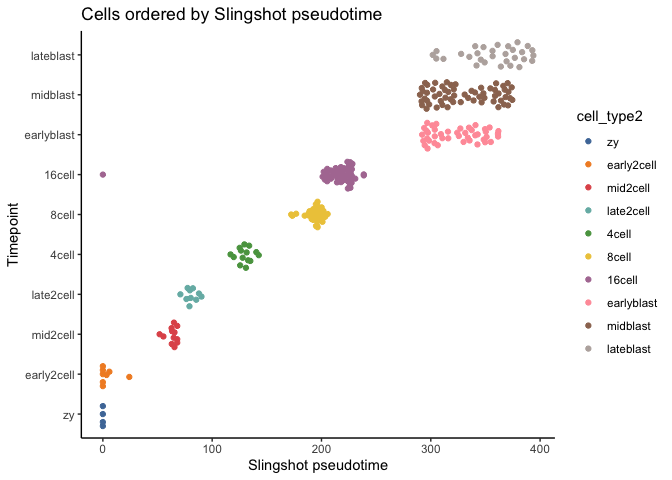 Cells ordered by Slingshot pseudotime
lateblast
midblast
earlyblast
16cell
8cell
4cell
late2cell
mid2cell
early2cell
zy
Timepoint
0 100 200 300 400
Slingshot pseudotime
cell_type2
zy
early2cell
mid2cell
late2cell
4cell
8cell
16cell
earlyblast
midblast
lateblast